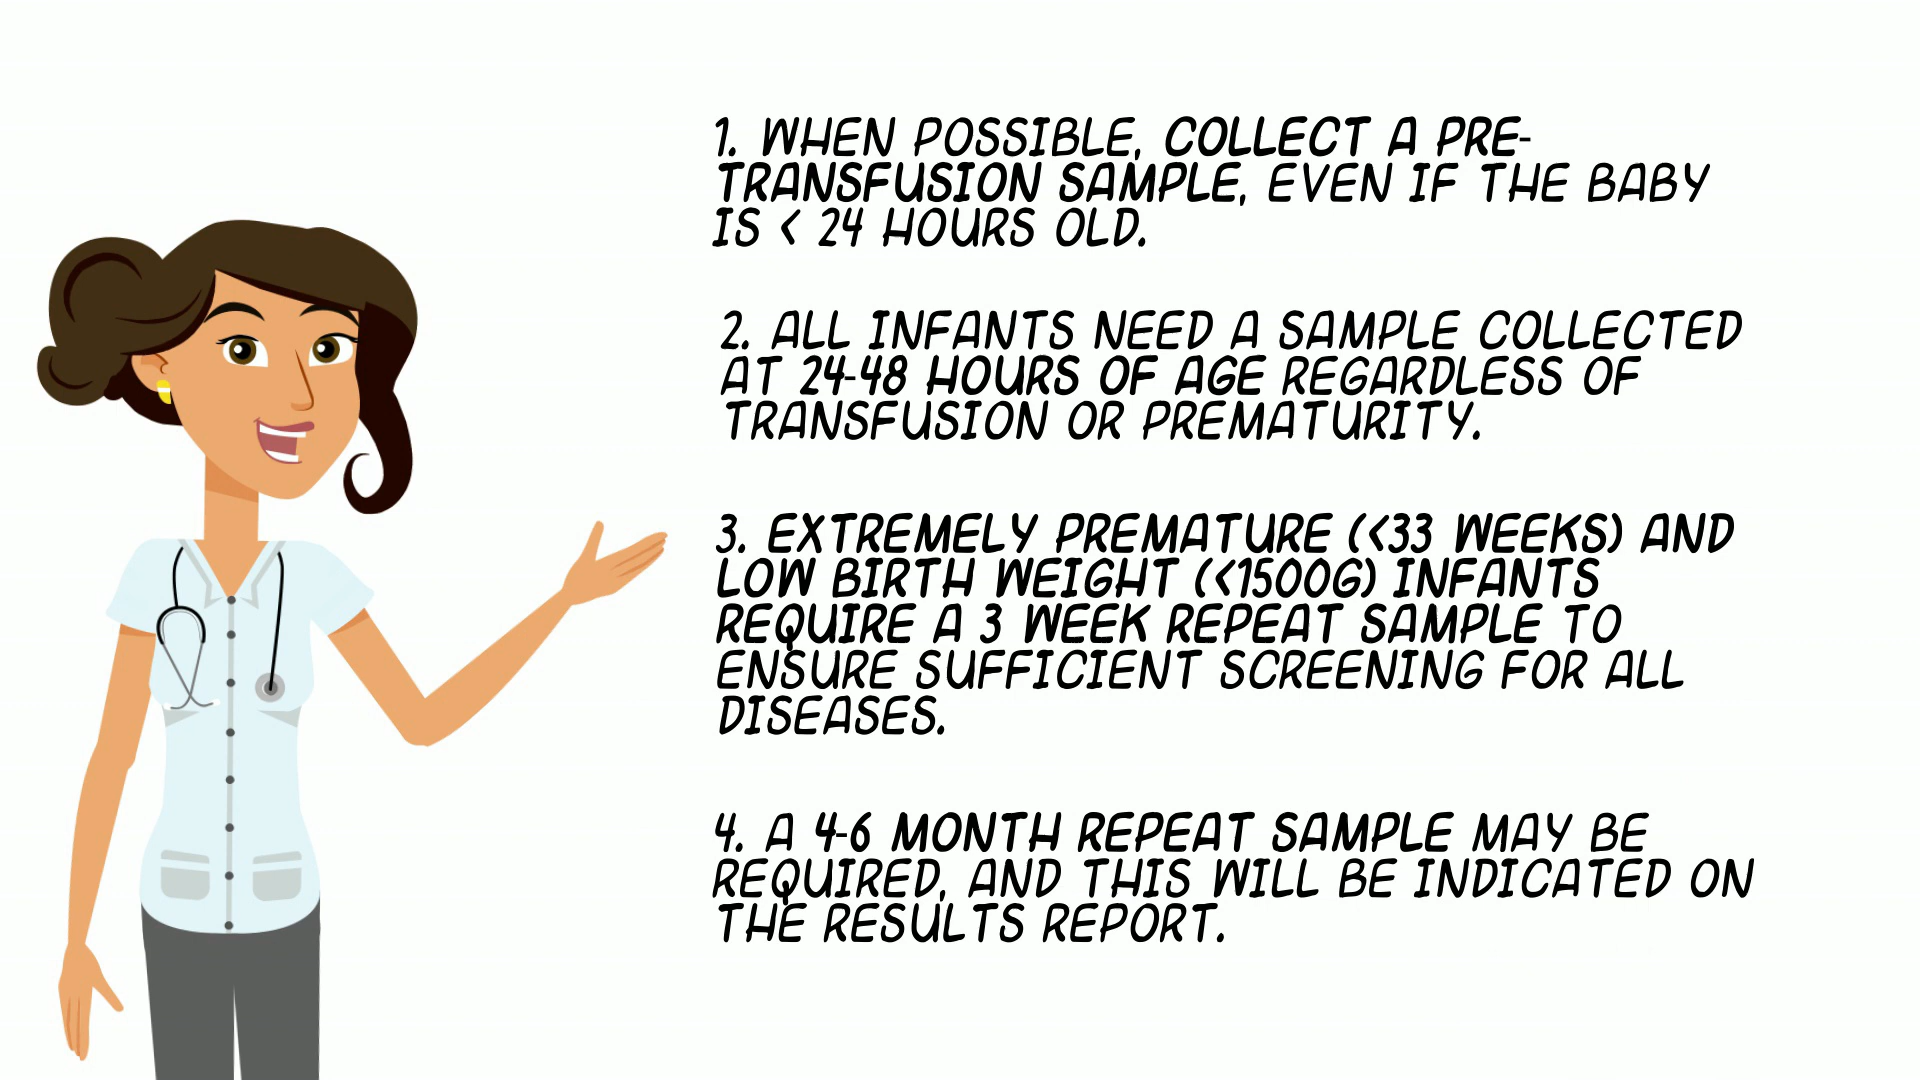 1. WHEN POSSIBLE, COLLECT A PRE-
TRANSFUSION SAMPLE, EVEN IF THE BABY
IS < 24 HOURS OLD.
2. ALL INFANTS NEED A SAMPLE COLLECTED
AT 24-48 HOURS OF AGE REGARDLESS OF
TRANSFUSION OR PREMATURITY.
3. EXTREMELY PREMATURE (<33 WEEKS) AND
LOW BIRTH WEIGHT (<1500G) INFANTS
REQUIRE A 3 WEEK REPEAT SAMPLE TO
ENSURE SUFFICIENT SCREENING FOR ALL
DISEASES.
4. A 4-6 MONTH REPEAT SAMPLE MAY BE
REQUIRED, AND THIS WILL BE INDICATED ON
THE RESULTS REPORT.